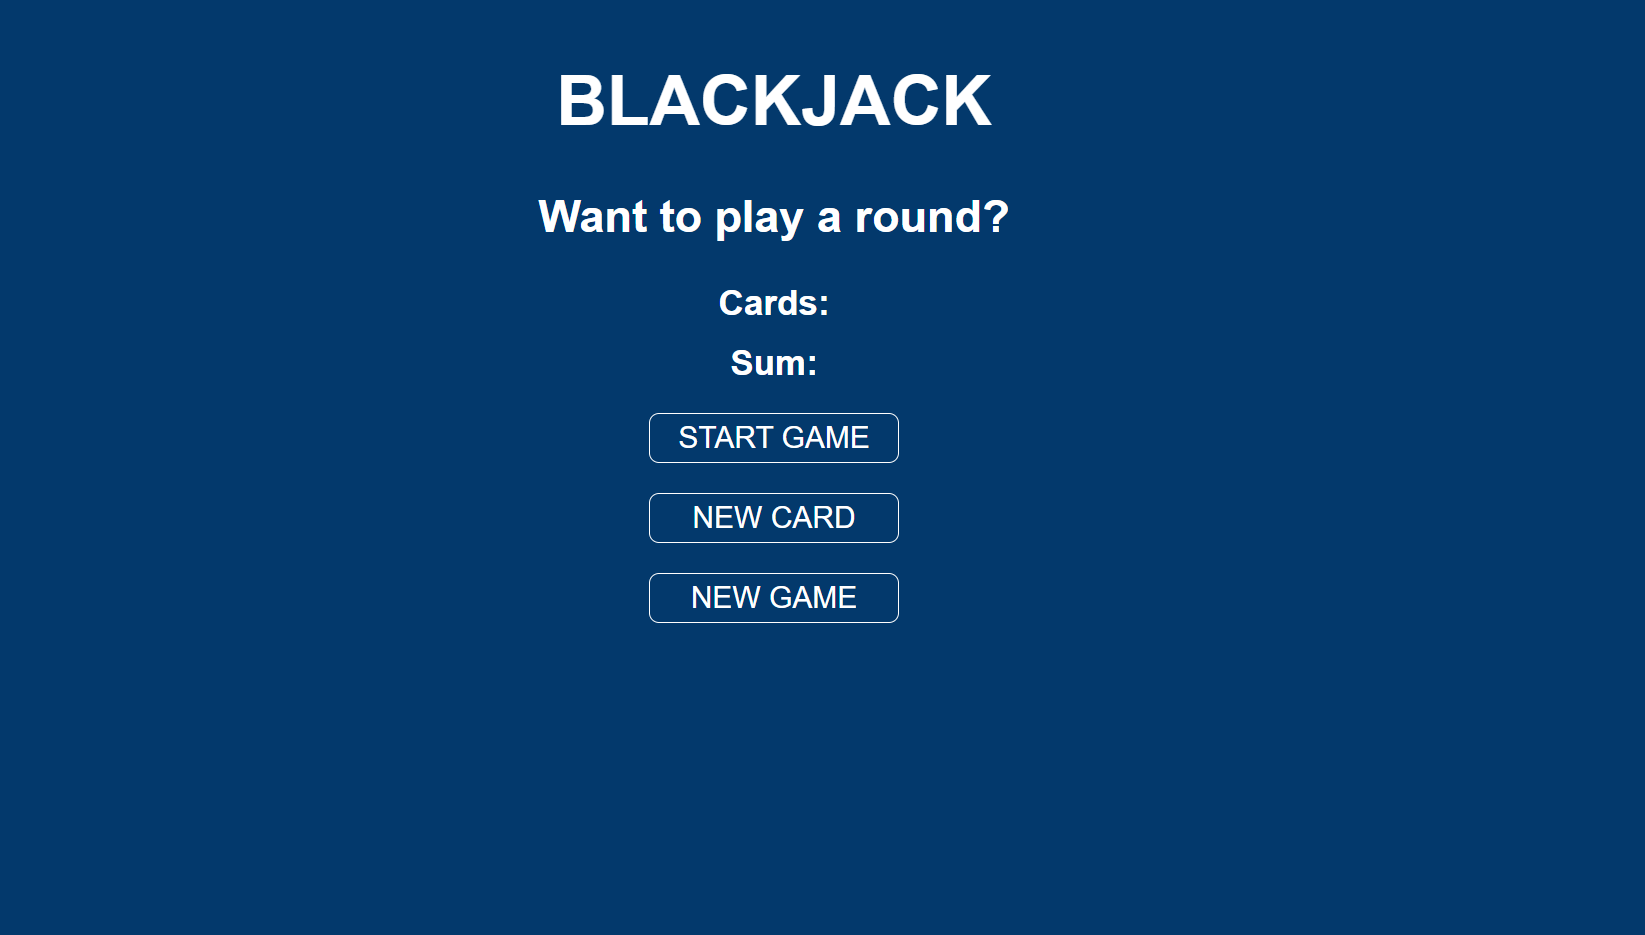 BLACKJACK
Want to play a round?
Cards:
Sum:
START GAME
NEW CARD
NEW GAME